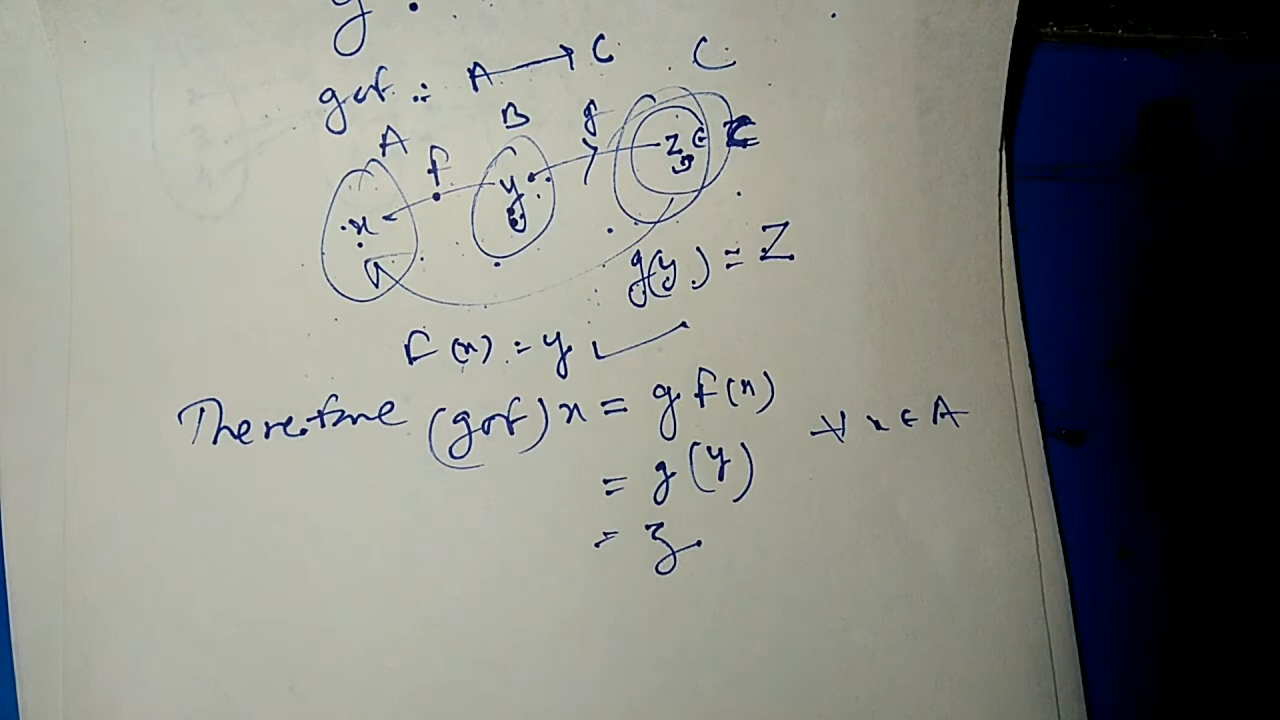 y
gof : A → C
C
B
g
A
f
z ∈ C
y
x
g(y) = Z
F(x) = y
Therefore (gof)x = g f(x) ∀ x ∈ A
= g(y)
= z